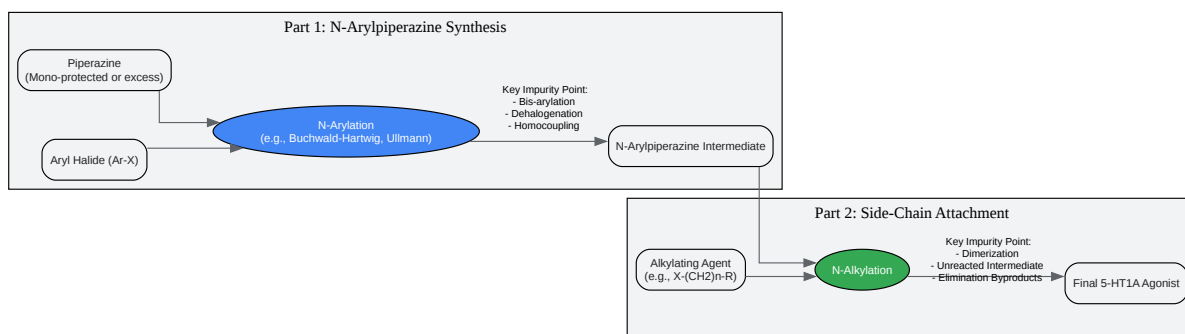 Part 1: N-Arylpiperazine Synthesis
Piperazine
(Mono-protected or excess)
Aryl Halide (Ar-X)
N-Arylation
(e.g., Buchwald-Hartwig, Ullmann)
Key Impurity Point:
- Bis-arylation
- Dehalogenation
- Homocoupling
N-Arylpiperazine Intermediate
Part 2: Side-Chain Attachment
Alkylating Agent
(e.g., X-(CH2)n-R)
N-Alkylation
Key Impurity Point:
- Dimerization
- Unreacted Intermediate
- Elimination Byproducts
Final 5-HT1A Agonist